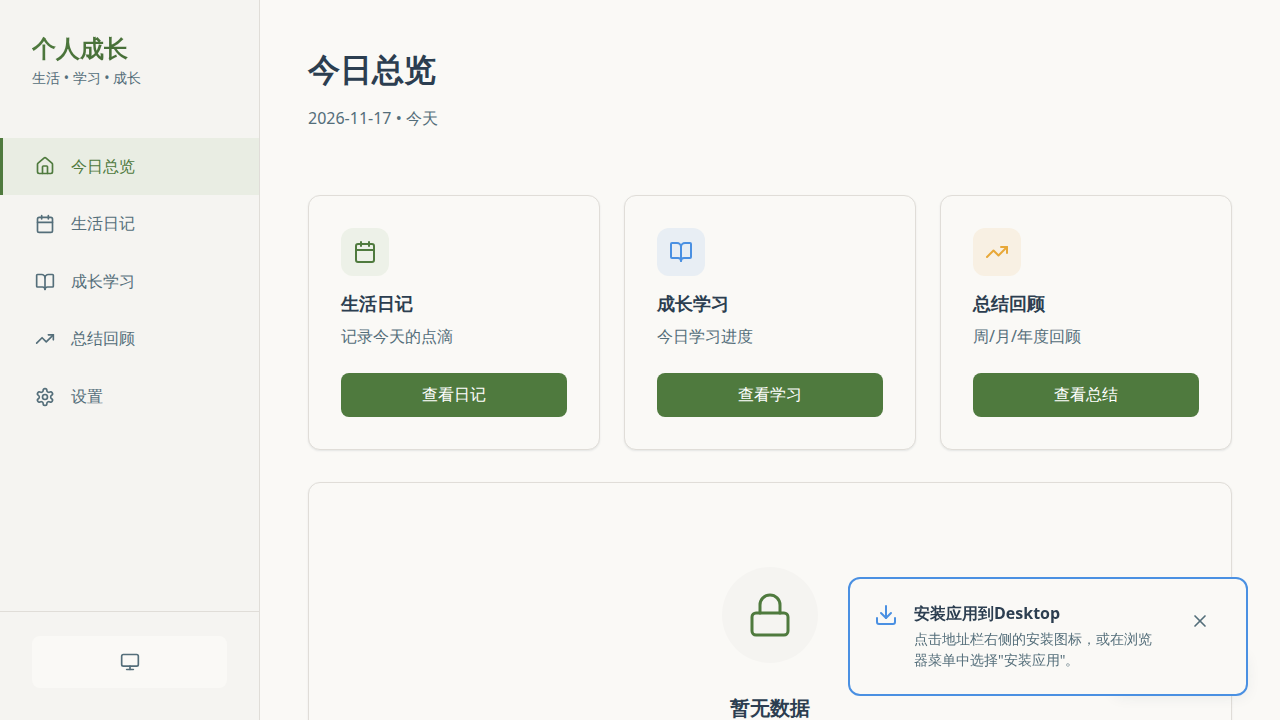 个人成长
生活 • 学习 • 成长
今日总览
生活日记
成长学习
总结回顾
设置
今日总览
2026-11-17 • 今天
生活日记
记录今天的点滴
查看日记
成长学习
今日学习进度
查看学习
总结回顾
周/月/年度回顾
查看总结
暂无数据
安装应用到Desktop
点击地址栏右侧的安装图标，或在浏览
器菜单中选择"安装应用"。